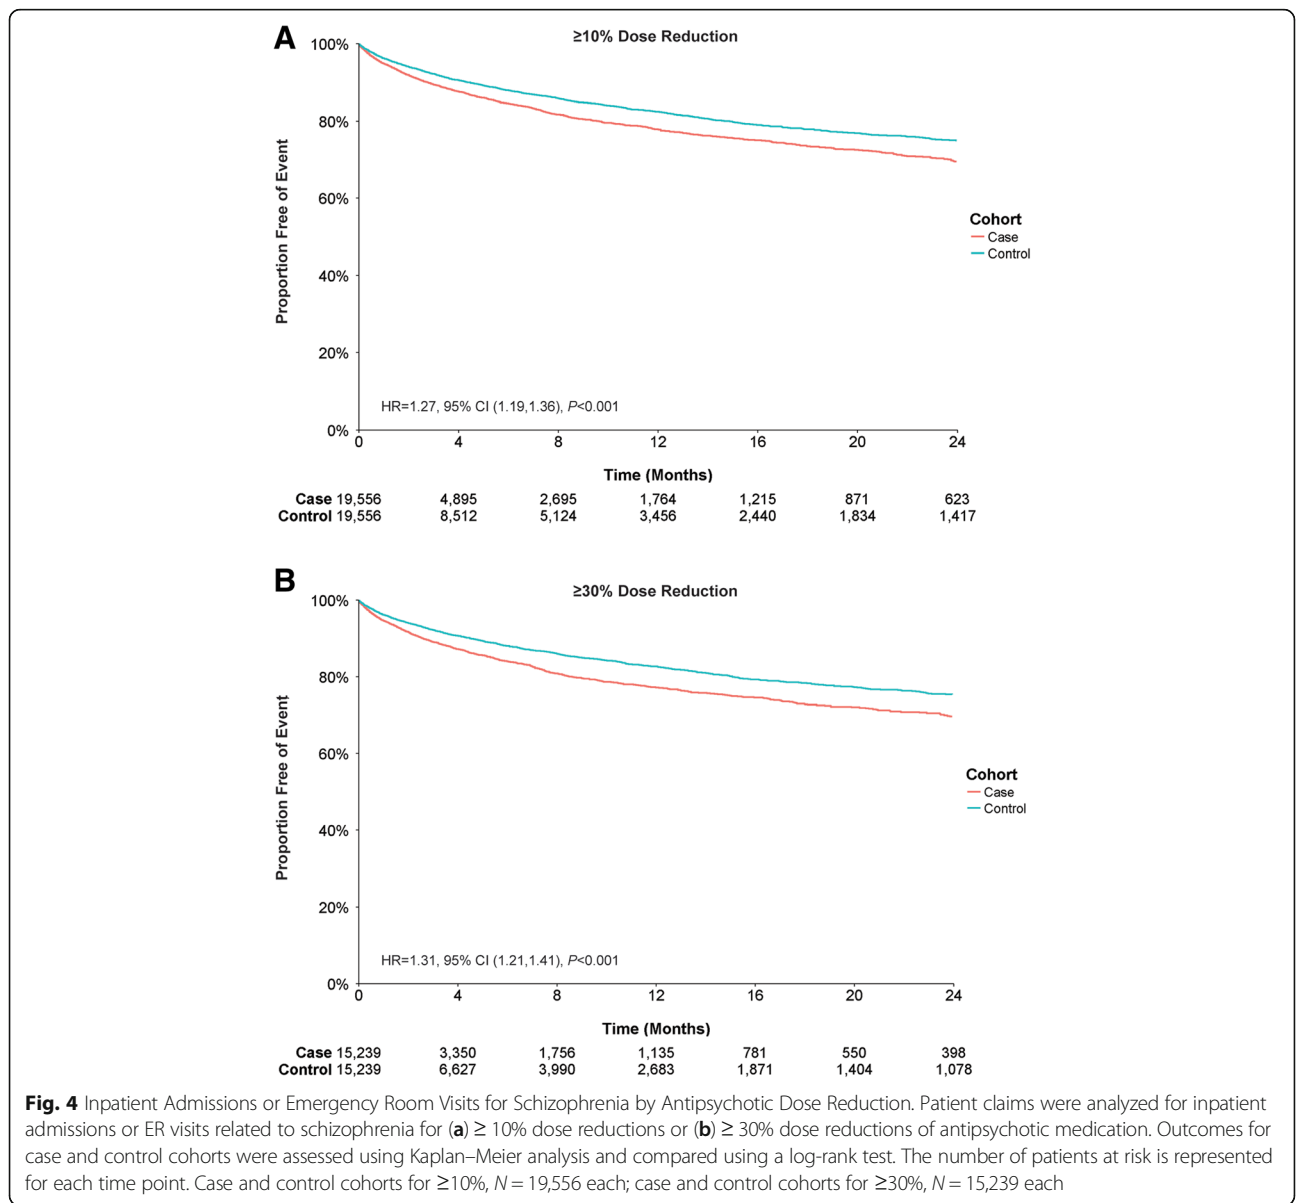 A
≥10% Dose Reduction
100%
80%
60%
40%
20%
0%
Proportion Free of Event
HR=1.27, 95% CI (1.19,1.36), P<0.001
0 4 8 12 16 20 24
Time (Months)
Cohort
Case
Control
Case 19,556 4,895 2,695 1,764 1,215 871 623
Control 19,556 8,512 5,124 3,456 2,440 1,834 1,417
B
≥30% Dose Reduction
100%
80%
60%
40%
20%
0%
Proportion Free of Event
HR=1.31, 95% CI (1.21,1.41), P<0.001
0 4 8 12 16 20 24
Time (Months)
Cohort
Case
Control
Case 15,239 3,350 1,756 1,135 781 550 398
Control 15,239 6,627 3,990 2,683 1,871 1,404 1,078
Fig. 4 Inpatient Admissions or Emergency Room Visits for Schizophrenia by Antipsychotic Dose Reduction. Patient claims were analyzed for inpatient
admissions or ER visits related to schizophrenia for (a) ≥ 10% dose reductions or (b) ≥ 30% dose reductions of antipsychotic medication. Outcomes for
case and control cohorts were assessed using Kaplan–Meier analysis and compared using a log-rank test. The number of patients at risk is represented
for each time point. Case and control cohorts for ≥10%, N = 19,556 each; case and control cohorts for ≥30%, N = 15,239 each